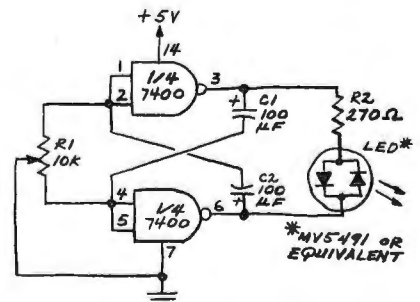 +5V
14
1
2
1/4
7400
3
+
C1
100
µF
R2
270Ω
LED*
R1
10K
C2
100
µF
+
4
5
1/4
7400
6
7
*MV5491 OR
EQUIVALENT